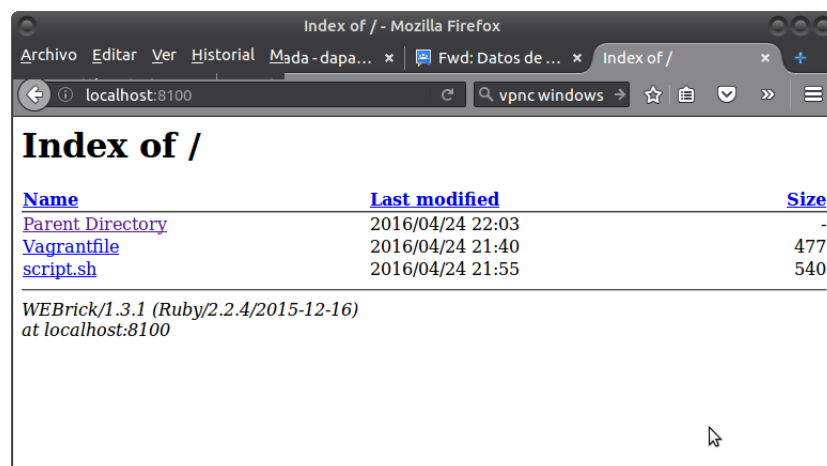 Index of / - Mozilla Firefox
Archivo Editar Ver Historial Mada - dapa... × Fwd: Datos de ... × Index of / × +
localhost:8100 vpnc windows
Index of /
Name Last modified Size
Parent Directory 2016/04/24 22:03 -
Vagrantfile 2016/04/24 21:40 477
script.sh 2016/04/24 21:55 540
WEBrick/1.3.1 (Ruby/2.2.4/2015-12-16)
at localhost:8100